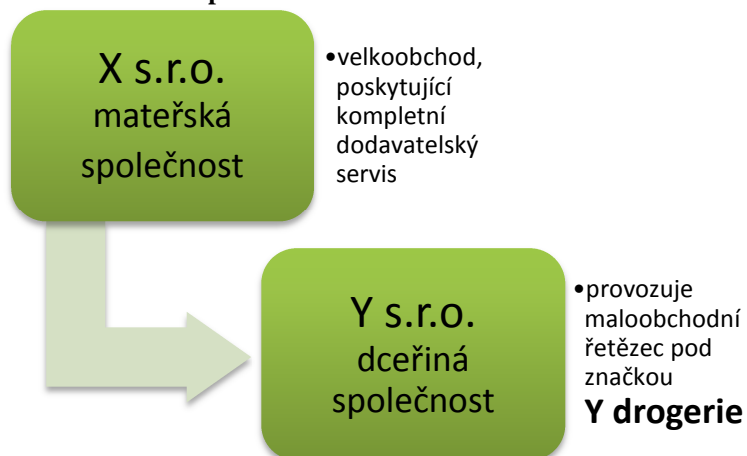 X s.r.o.
mateřská
společnost
•velkoobchod,
poskytující
kompletní
dodavatelský
servis
Y s.r.o.
dceřiná
společnost
•provozuje
maloobchodní
řetězec pod
značkou
Y drogerie